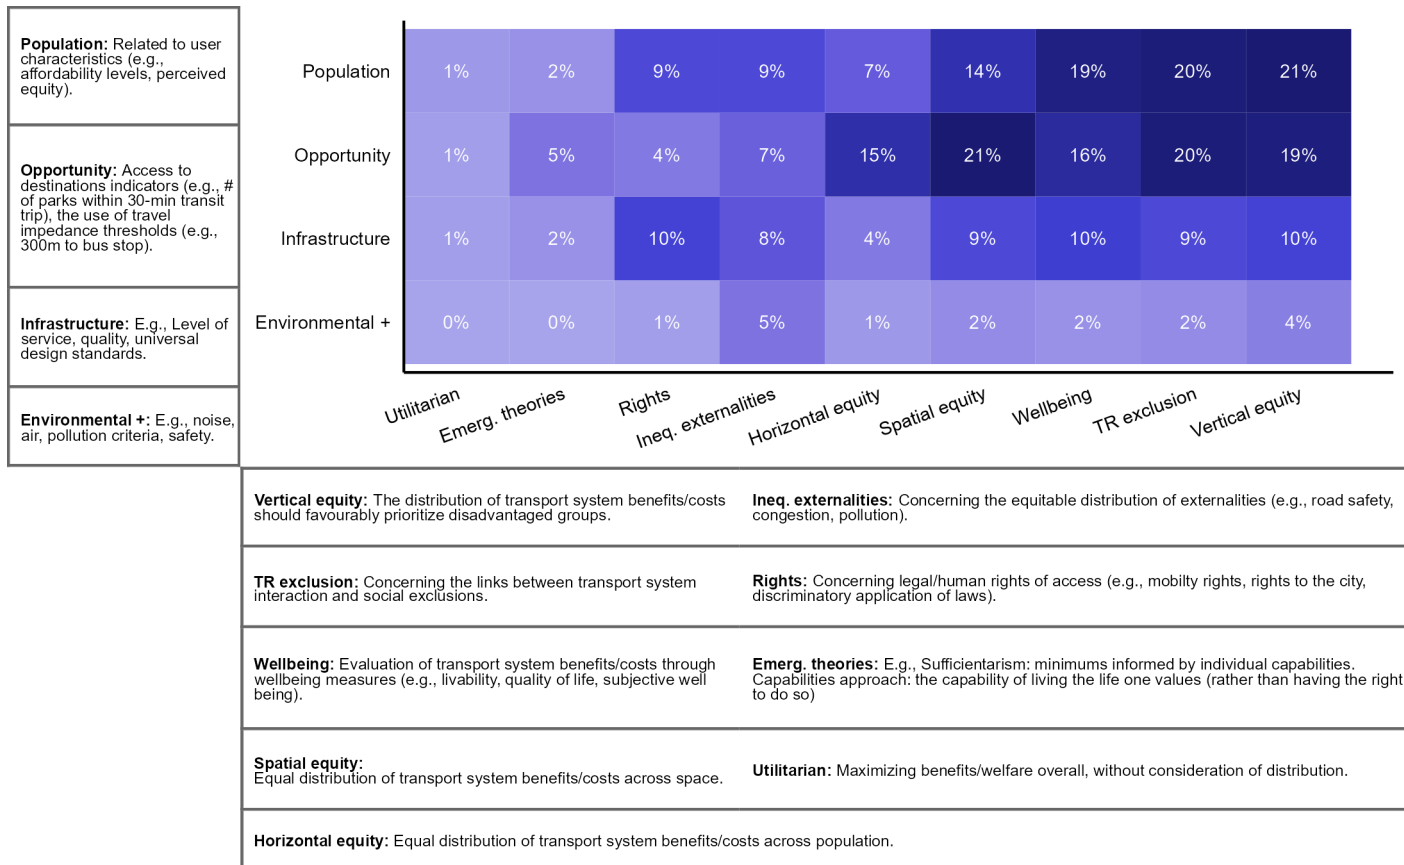 Population: Related to user
characteristics (e.g.,
affordability levels, perceived
equity).
Opportunity: Access to
destinations indicators (e.g., #
of parks within 30-min transit
trip), the use of travel
impedance thresholds (e.g.,
300m to bus stop).
Infrastructure: E.g., Level of
service, quality, universal
design standards.
Environmental +: E.g., noise,
air, pollution criteria, safety.
Population 1% 2% 9% 9% 7% 14% 19% 20% 21%
Opportunity 1% 5% 4% 7% 15% 21% 16% 20% 19%
Infrastructure 1% 2% 10% 8% 4% 9% 10% 9% 10%
Environmental + 0% 0% 1% 5% 1% 2% 2% 2% 4%
Utilitarian
Emerg. theories
Rights
Ineq. externalities
Horizontal equity
Spatial equity
Wellbeing
TR exclusion
Vertical equity
Vertical equity: The distribution of transport system benefits/costs
should favourably prioritize disadvantaged groups.
Ineq. externalities: Concerning the equitable distribution of externalities (e.g., road safety,
congestion, pollution).
TR exclusion: Concerning the links between transport system
interaction and social exclusions.
Rights: Concerning legal/human rights of access (e.g., mobilty rights, rights to the city,
discriminatory application of laws).
Wellbeing: Evaluation of transport system benefits/costs through
wellbeing measures (e.g., livability, quality of life, subjective well
being).
Emerg. theories: E.g., Sufficientarism: minimums informed by individual capabilities.
Capabilities approach: the capability of living the life one values (rather than having the right
to do so)
Spatial equity:
Equal distribution of transport system benefits/costs across space.
Utilitarian: Maximizing benefits/welfare overall, without consideration of distribution.
Horizontal equity: Equal distribution of transport system benefits/costs across population.